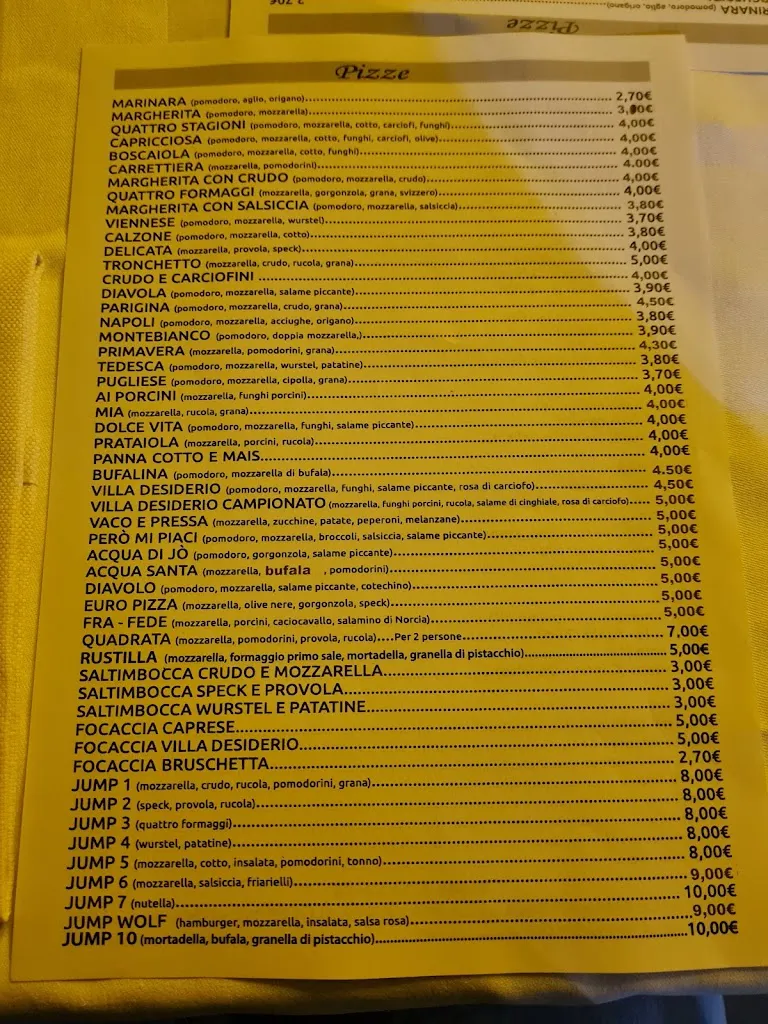 RINARA (pomodoro, aglio, origano)
Pizze
Pizze
MARINARA (pomodoro, aglio, origano) 2,70€
MARGHERITA (pomodoro, mozzarella)
QUATTRO STAGIONI (pomodoro, mozzarella, cotto, carciofi, funghi) 4,00€
CAPRICCIOSA (pomodoro, mozzarella, cotto, funghi, carciofi, olive) 4,00€
BOSCAIOLA (pomodoro, mozzarella, cotto, funghi) 4,00€
CARRETTIERA (mozzarella, pomodorini) 4.00€
MARGHERITA CON CRUDO (pomodoro, mozzarella, crudo) 4,00€
QUATTRO FORMAGGI (mozzarella, gorgonzola, grana, svizzero) 4,00€
MARGHERITA CON SALSICCIA (pomodoro, mozzarella, salsiccia) 3,80€
VIENNESE (pomodoro, mozzarella, wurstel) 3,70€
CALZONE (pomodoro, mozzarella, cotto) 3,80€
DELICATA (mozzarella, provola, speck) 4,00€
TRONCHETTO (mozzarella, crudo, rucola, grana) 5,00€
CRUDO E CARCIOFINI 4,00€
DIAVOLA (pomodoro, mozzarella, salame piccante) 3,90€
PARIGINA (pomodoro, mozzarella, crudo, grana) 4,50€
NAPOLI (pomodoro, mozzarella, acciughe, origano) 3,80€
MONTEBIANCO (pomodoro, doppia mozzarella,) 3,90€
PRIMAVERA (mozzarella, pomodorini, grana) 4,30€
TEDESCA (pomodoro, mozzarella, wurstel, patatine) 3,80€
PUGLIESE (pomodoro, mozzarella, cipolla, grana) 3,70€
AI PORCINI (mozzarella, funghi porcini) 4,00€
MIA (mozzarella, rucola, grana) 4,00€
DOLCE VITA (pomodoro, mozzarella, funghi, salame piccante) 4,00€
PRATAIOLA (mozzarella, porcini, rucola) 4,00€
PANNA COTTO E MAIS 4,00€
BUFALINA (pomodoro, mozzarella di bufala) 4.50€
VILLA DESIDERIO (pomodoro, mozzarella, funghi, salame piccante, rosa di carciofo) 4,50€
VILLA DESIDERIO CAMPIONATO (mozzarella, funghi porcini, rucola, salame di cinghiale, rosa di carciofo) 5,00€
VACO E PRESSA (mozzarella, zucchine, patate, peperoni, melanzane) 5,00€
PERÒ MI PIACI (pomodoro, mozzarella, broccoli, salsiccia, salame piccante) 5,00€
ACQUA DI JÒ (pomodoro, gorgonzola, salame piccante) 5,00€
ACQUA SANTA (mozzarella, bufala , pomodorini) 5,00€
DIAVOLO (pomodoro, mozzarella, salame piccante, cotechino) 5,00€
EURO PIZZA (mozzarella, olive nere, gorgonzola, speck) 5,00€
FRA - FEDE (mozzarella, porcini, caciocavallo, salamino di Norcia) 5,00€
QUADRATA (mozzarella, pomodorini, provola, rucola)....Per 2 persone 7,00€
RUSTILLA (mozzarella, formaggio primo sale, mortadella, granella di pistacchio) 5,00€
SALTIMBOCCA CRUDO E MOZZARELLA 3,00€
SALTIMBOCCA SPECK E PROVOLA 3,00€
SALTIMBOCCA WURSTEL E PATATINE 3,00€
FOCACCIA CAPRESE 5,00€
FOCACCIA VILLA DESIDERIO 5,00€
FOCACCIA BRUSCHETTA 2,70€
JUMP 1 (mozzarella, crudo, rucola, pomodorini, grana) 8,00€
JUMP 2 (speck, provola, rucola) 8,00€
JUMP 3 (quattro formaggi) 8,00€
JUMP 4 (wurstel, patatine) 8,00€
JUMP 5 (mozzarella, cotto, insalata, pomodorini, tonno) 8,00€
JUMP 6 (mozzarella, salsiccia, friarielli) 9,00€
JUMP 7 (nutella) 10,00€
JUMP WOLF (hamburger, mozzarella, insalata, salsa rosa) 9,00€
JUMP 10 (mortadella, bufala, granella di pistacchio) 10,00€